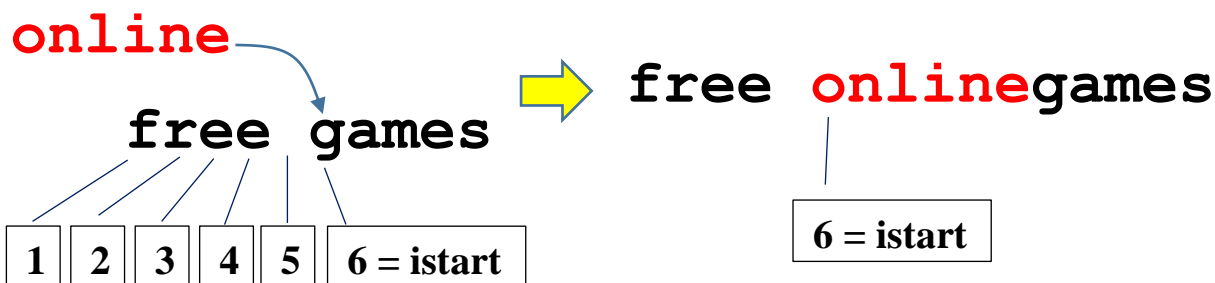 online
free games
1 2 3 4 5 6 = istart
free onlinegames
6 = istart